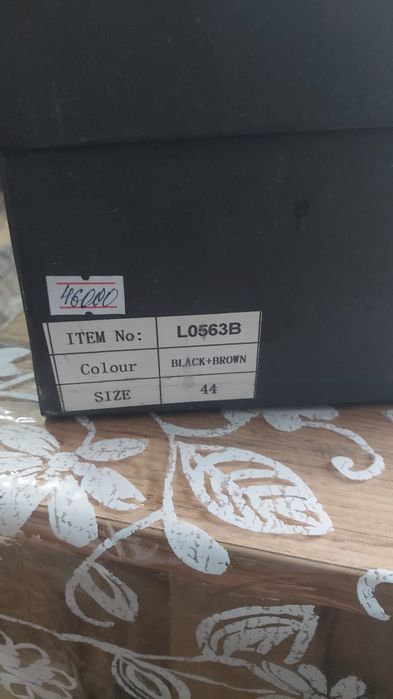 46000
ITEM No: L0563B
Colour BLACK+BROWN
SIZE 44